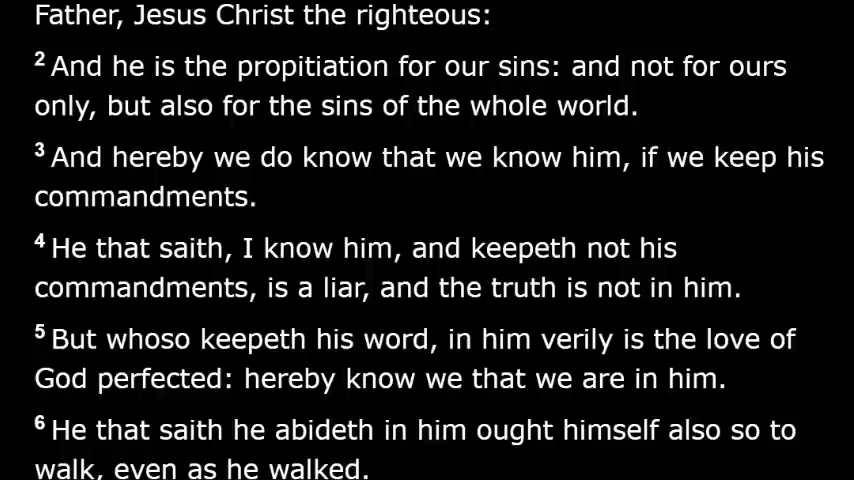 Father, Jesus Christ the righteous:
2 And he is the propitiation for our sins: and not for ours
only, but also for the sins of the whole world.
3 And hereby we do know that we know him, if we keep his
commandments.
4 He that saith, I know him, and keepeth not his
commandments, is a liar, and the truth is not in him.
5 But whoso keepeth his word, in him verily is the love of
God perfected: hereby know we that we are in him.
6 He that saith he abideth in him ought himself also so to
walk, even as he walked.